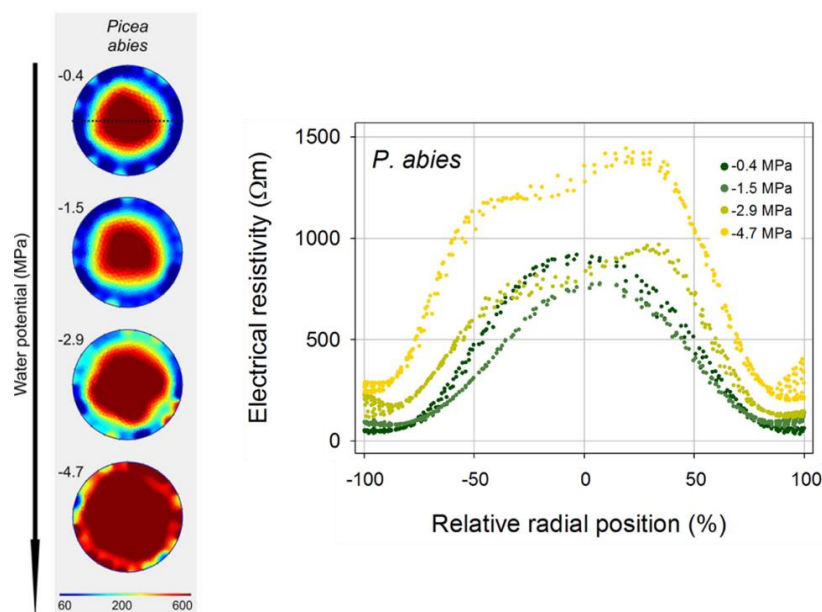 Picea
abies
-0.4
-1.5
-2.9
-4.7
Water potential (MPa)
60 200 600
P. abies
-0.4 MPa
-1.5 MPa
-2.9 MPa
-4.7 MPa
1500
1000
500
0
Electrical resistivity (Ωm)
-100 -50 0 50 100
Relative radial position (%)